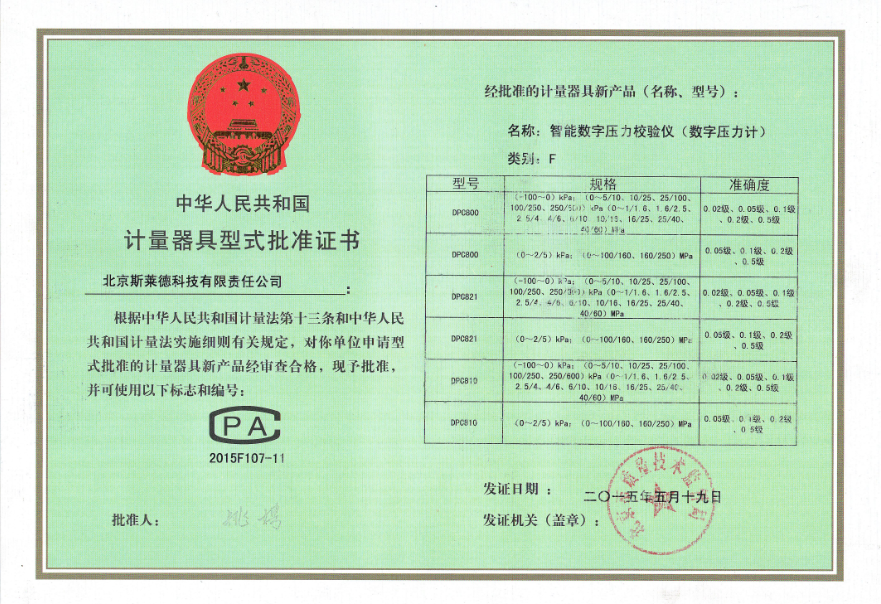 中华人民共和国
计量器具型式批准证书
北京斯莱德科技有限责任公司
：
根据中华人民共和国计量法第十三条和中华人民
共和国计量法实施细则有关规定，对你单位申请型
式批准的计量器具新产品经审查合格，现予批准，
并可使用以下标志和编号：
CPA
2015F107-11
批准人：
经批准的计量器具新产品（名称、型号）：
名称：智能数字压力校验仪（数字压力计）
类别：F
型号 规格 准确度
DPC800
(-100～0) kPa; (0～5/10、10/25、25/100、
100/250、250/600) kPa (0～1/1.6、1.6/2.5、
2.5/4、4/6、6/10、10/16、16/25、25/40、
40/60) MPa
0.02级、0.05级、0.1级
、0.2级、0.5级
DPC800
(0～2/5) kPa; (0～100/160、160/250) MPa
0.05级、0.1级、0.2级
、0.5级
DPC821
(-100～0) kPa; (0～5/10、10/25、25/100、
100/250、250/600) kPa (0～1/1.6、1.6/2.5、
2.5/4、4/6、6/10、10/16、16/25、25/40、
40/60) MPa
0.02级、0.05级、0.1级
、0.2级、0.5级
DPC821
(0～2/5) kPa; (0～100/160、160/250) MPa
0.05级、0.1级、0.2级
、0.5级
DPC810
(-100～0) kPa; (0～5/10、10/25、25/100、
100/250、250/600) kPa (0～1/1.6、1.6/2.5、
2.5/4、4/6、6/10、10/16、16/25、25/40、
40/60) MPa
0.02级、0.05级、0.1级
、0.2级、0.5级
DPC810
(0～2/5) kPa; (0～100/160、160/250) MPa
0.05级、0.1级、0.2级
、0.5级
发证日期：
二〇一五年五月十九日
发证机关（盖章）：